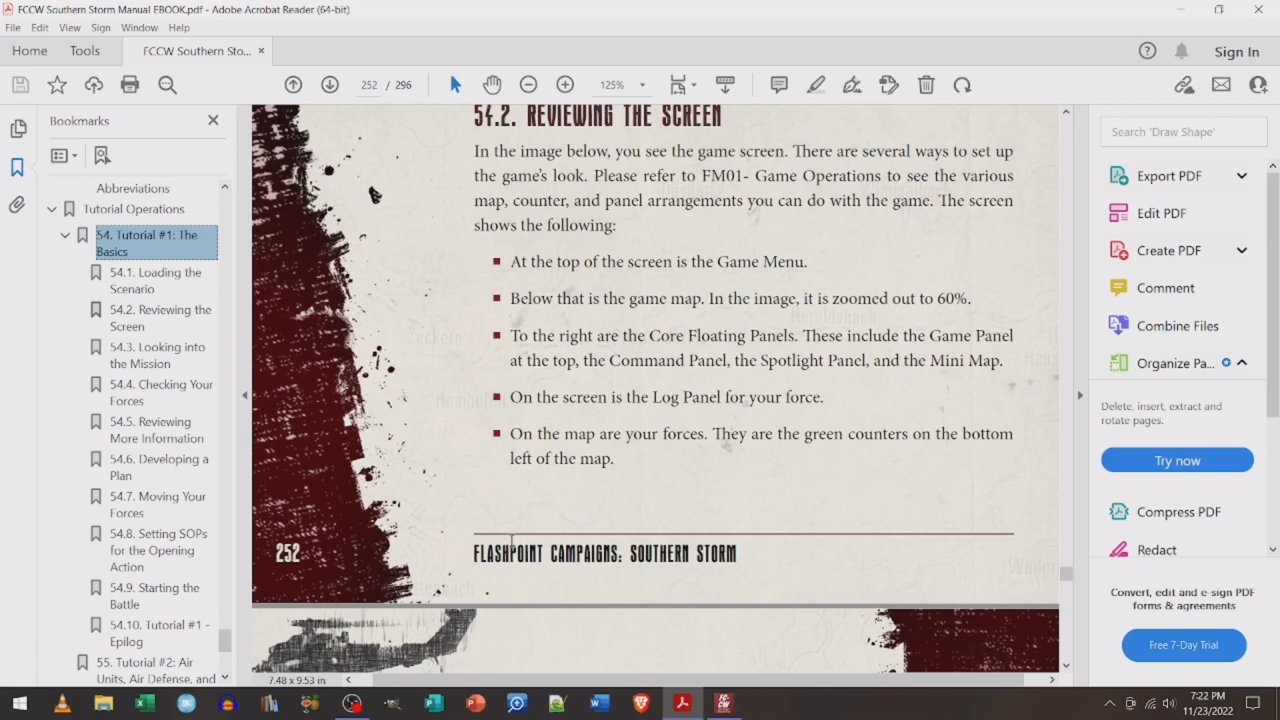 FCCW Southern Storm Manual EBOOK.pdf - Adobe Acrobat Reader (64-bit)
File Edit View Sign Window Help
Home Tools FCCW Southern Sto... × Sign In
252 / 296 125%
Bookmarks
Abbreviations
Tutorial Operations
54. Tutorial #1: The
Basics
54.1. Loading the
Scenario
54.2. Reviewing the
Screen
54.3. Looking into
the Mission
54.4. Checking Your
Forces
54.5. Reviewing
More Information
54.6. Developing a
Plan
54.7. Moving Your
Forces
54.8. Setting SOPs
for the Opening
Action
54.9. Starting the
Battle
54.10. Tutorial #1 -
Epilog
55. Tutorial #2: Air
Units, Air Defense, and
54.2. REVIEWING THE SCREEN
In the image below, you see the game screen. There are several ways to set up
the game's look. Please refer to FM01- Game Operations to see the various
map, counter, and panel arrangements you can do with the game. The screen
shows the following:
At the top of the screen is the Game Menu.
Below that is the game map. In the image, it is zoomed out to 60%.
To the right are the Core Floating Panels. These include the Game Panel
at the top, the Command Panel, the Spotlight Panel, and the Mini Map.
On the screen is the Log Panel for your force.
On the map are your forces. They are the green counters on the bottom
left of the map.
252
FLASHPOINT CAMPAIGNS: SOUTHERN STORM
7.48 x 9.53 in
Search 'Draw Shape'
Export PDF
Edit PDF
Create PDF
Comment
Combine Files
Organize Pa...
Delete, insert, extract and
rotate pages.
Try now
Compress PDF
Redact
Convert, edit and e-sign PDF
forms & agreements
Free 7-Day Trial
7:22 PM
11/23/2022